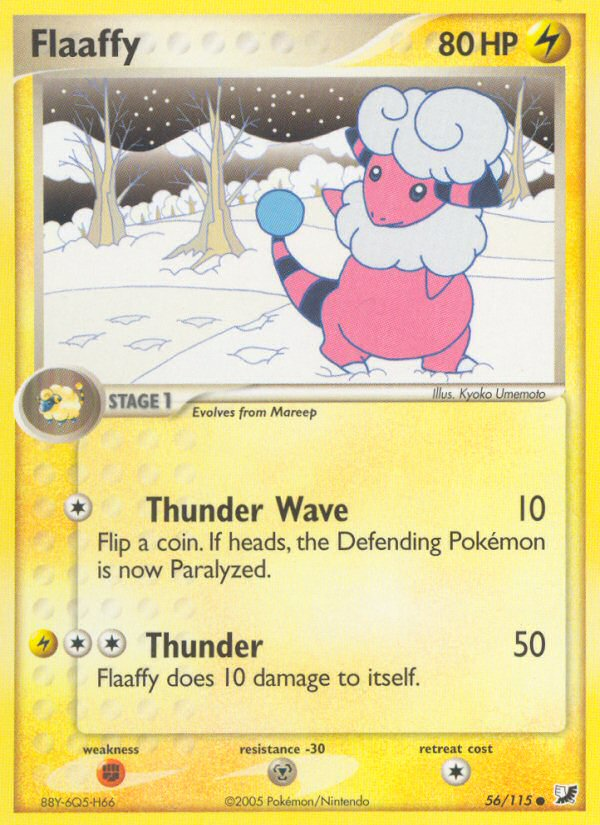 Flaaffy 80 HP
Illus. Kyoko Umemoto
STAGE 1
Evolves from Mareep
Thunder Wave 10
Flip a coin. If heads, the Defending Pokémon
is now Paralyzed.
Thunder 50
Flaaffy does 10 damage to itself.
weakness resistance -30 retreat cost
88Y-6Q5-H66 ©2005 Pokémon/Nintendo 56/115